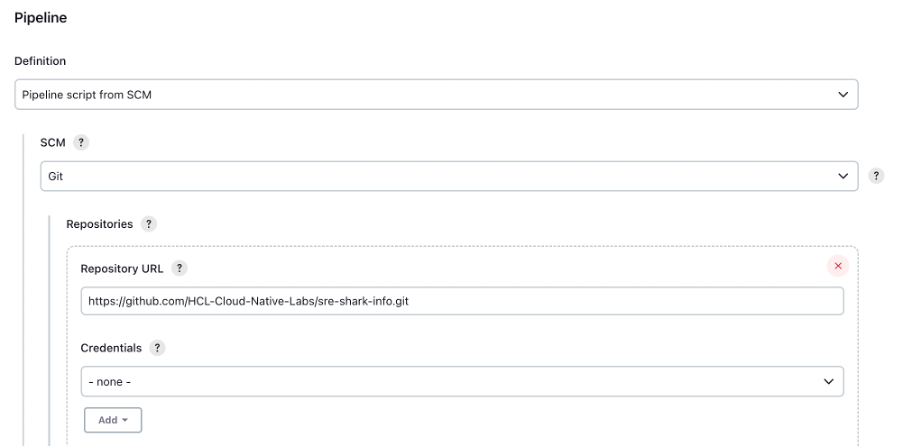 Pipeline
Definition
Pipeline script from SCM
SCM ?
Git
?
Repositories ?
Repository URL ?
https://github.com/HCL-Cloud-Native-Labs/sre-shark-info.git
Credentials ?
- none -
Add